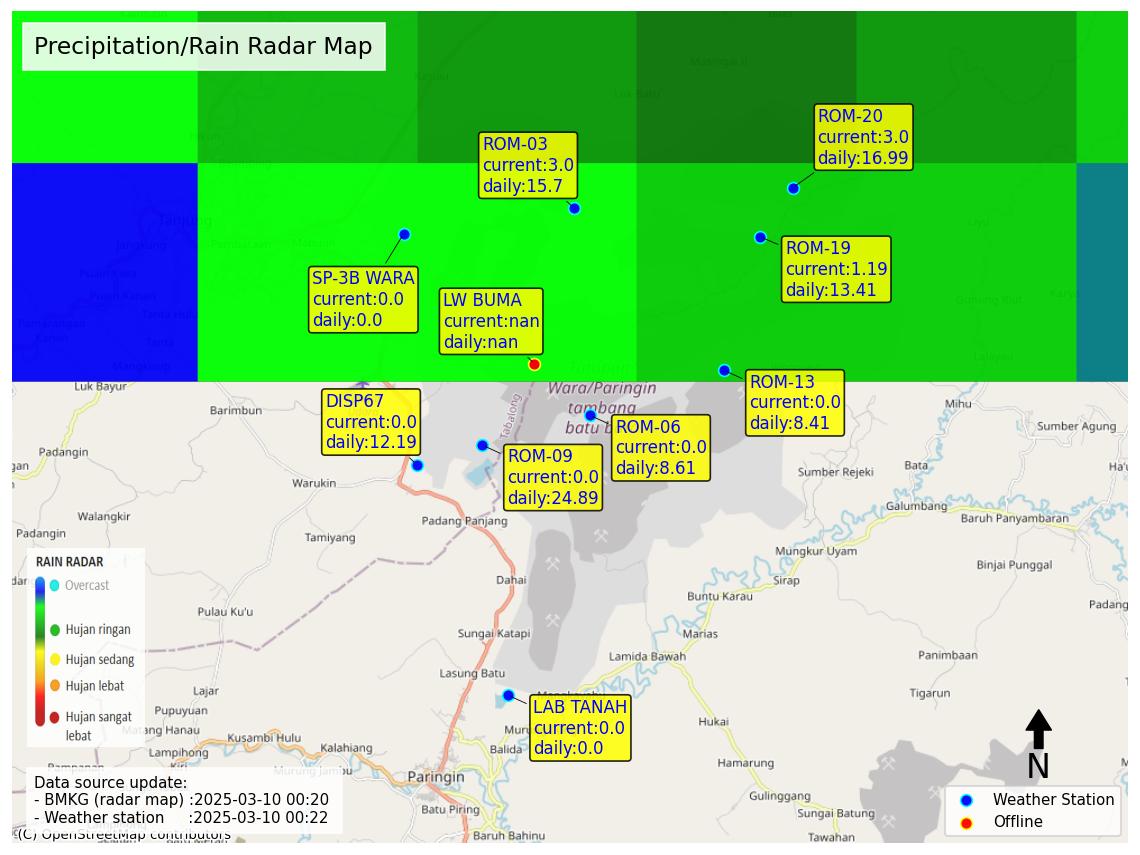 Precipitation/Rain Radar Map
ROM-20
current:3.0
daily:16.99
ROM-03
current:3.0
daily:15.7
ROM-19
current:1.19
daily:13.41
SP-3B WARA
current:0.0
daily:0.0
LW BUMA
current:nan
daily:nan
ROM-13
current:0.0
daily:8.41
DISP67
current:0.0
daily:12.19
ROM-06
current:0.0
daily:8.61
ROM-09
current:0.0
daily:24.89
LAB TANAH
current:0.0
daily:0.0
Tanjung
Wara/Paringin
tambang
batu
Tabalong
Luk Bayur
Barimbun
Mihu
Sumber Agung
Padangin
Warukin
Sumber Rejeki
Bata
Galumbang
Baruh Panyambaran
Walangkir
Padangin
Tamiyang
Padang Panjang
Mungkur Uyam
Binjai Punggal
Sirap
Dahai
Buntu Karau
Pulau Ku'u
Sungai Katapi
Marias
Lamida Bawah
Panimbaan
Lasung Batu
Lajar
Tigarun
Pupuyuan
Matang Hanau
Hukai
Kusambi Hulu
Kalahiang
Lampihong
Balida
Hamarung
Murung Jambu
Paringin
Gulinggang
Batu Piring
Sungai Batung
Baruh Bahinu
Tawahan
RAIN RADAR
Overcast
Hujan ringan
Hujan sedang
Hujan lebat
Hujan sangat
lebat
Data source update:
- BMKG (radar map) :2025-03-10 00:20
- Weather station :2025-03-10 00:22
(C) OpenStreetMap contributors
N
Weather Station
Offline